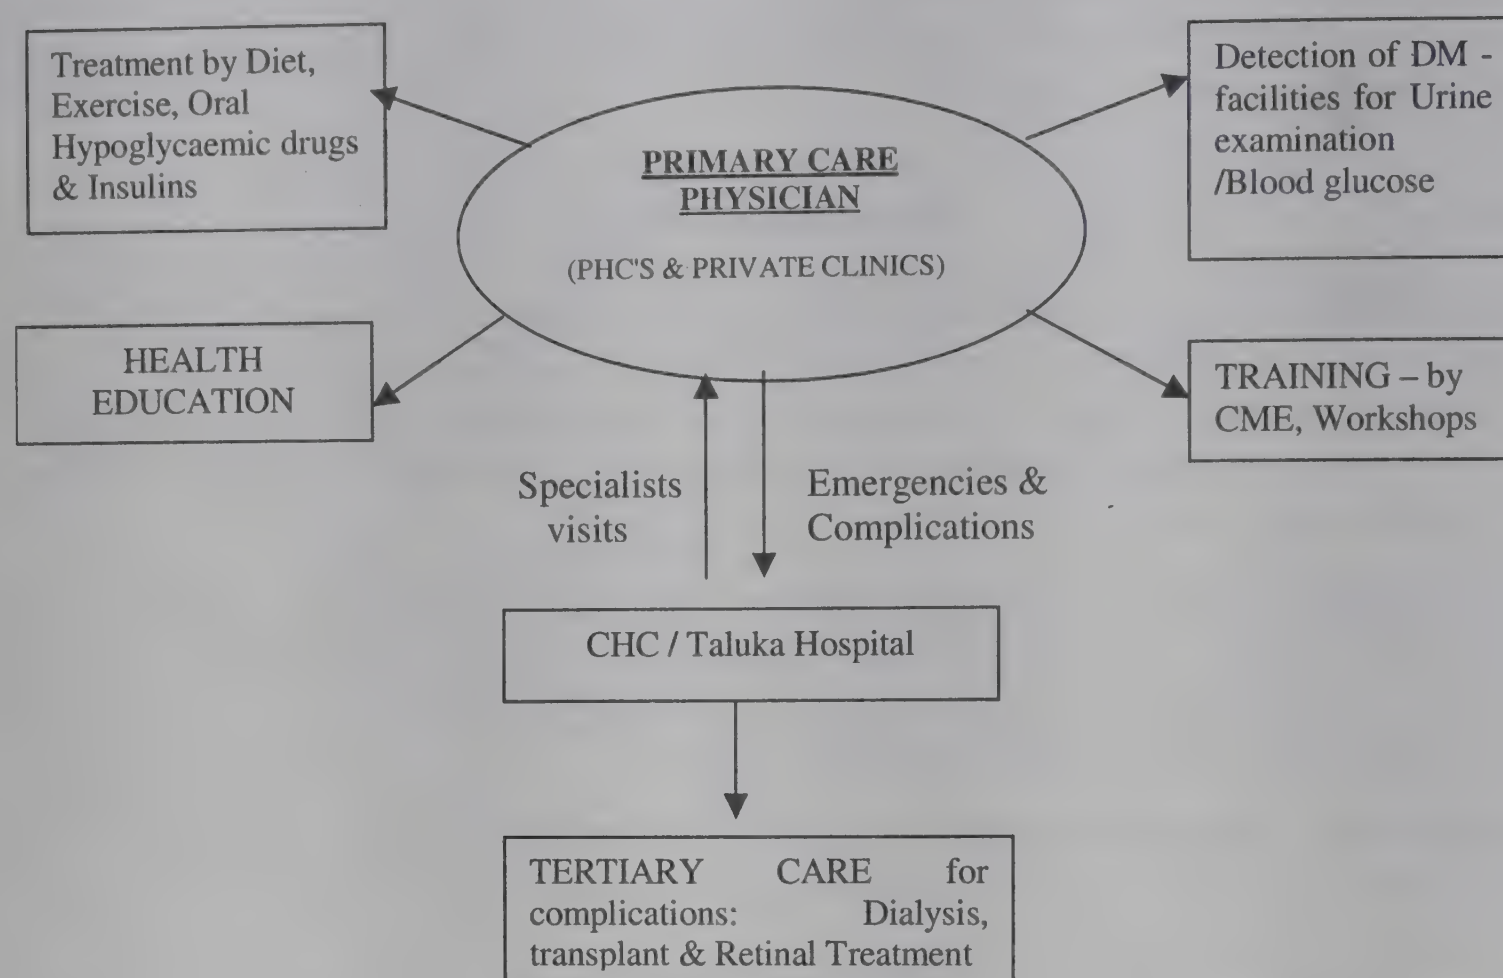 Treatment by Diet,
Exercise, Oral
Hypoglycaemic drugs
& Insulins
PRIMARY CARE
PHYSICIAN
(PHC'S & PRIVATE CLINICS)
Detection of DM -
facilities for Urine
examination
/Blood glucose
HEALTH
EDUCATION
TRAINING – by
CME, Workshops
Specialists
visits
Emergencies &
Complications
CHC / Taluka Hospital
TERTIARY CARE for
complications: Dialysis,
transplant & Retinal Treatment